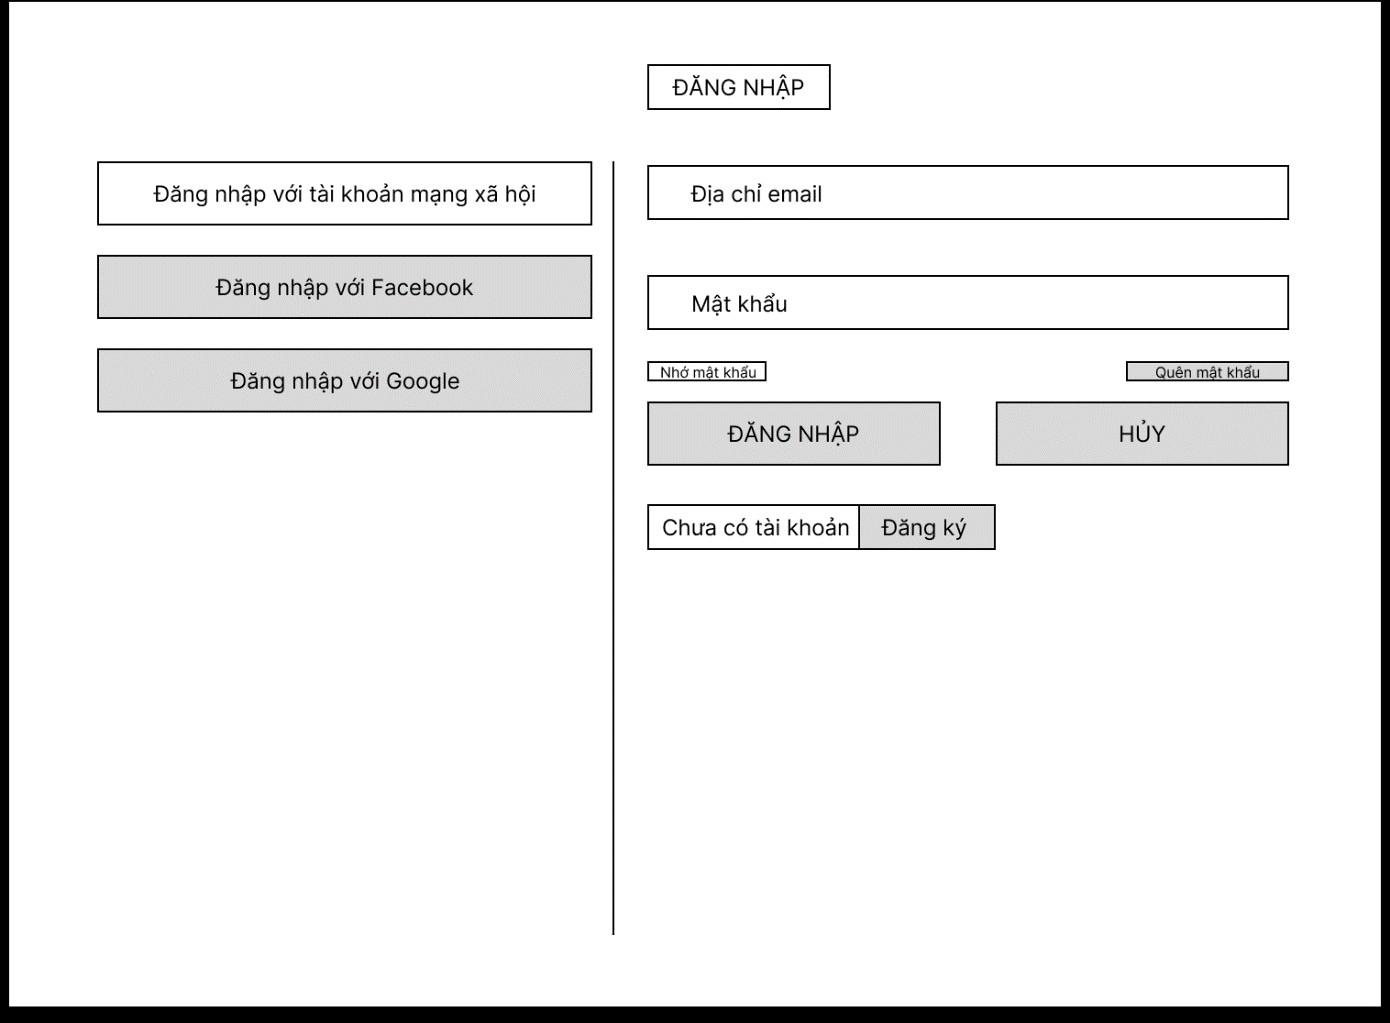 ĐĂNG NHẬP
Đăng nhập với tài khoản mạng xã hội
Đăng nhập với Facebook
Đăng nhập với Google
Địa chỉ email
Mật khẩu
Nhớ mật khẩu
Quên mật khẩu
ĐĂNG NHẬP
HỦY
Chưa có tài khoản
Đăng ký